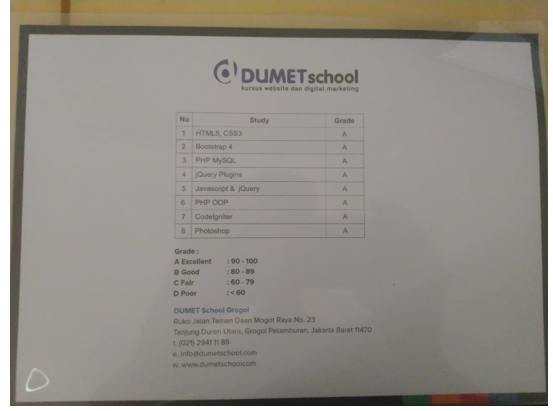 DUMETschool
kursus website dan digital marketing
No Study Grade
1 HTML5, CSS3 A
2 Bootstrap 4 A
3 PHP MySQL A
4 jQuery Plugins A
5 Javascript & jQuery A
6 PHP OOP A
7 CodeIgniter A
8 Photoshop A
Grade :
A Excellent : 90 - 100
B Good : 80 - 89
C Fair : 60 - 79
D Poor : < 60
DUMET School Grogol
Ruko Jalan Taman Daan Mogot Raya No. 23
Tanjung Duren Utara, Grogol Petamburan, Jakarta Barat 11470
t. (021) 2941 11 88
e. info@dumetschool.com
w. www.dumetschoolcom